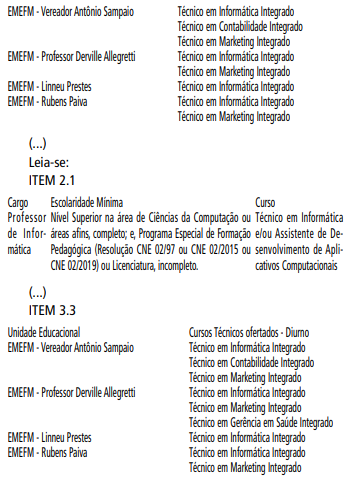 EMEFM - Vereador Antônio Sampaio Técnico em Informática Integrado
Técnico em Contabilidade Integrado
Técnico em Marketing Integrado
EMEFM - Professor Derville Allegretti Técnico em Informática Integrado
Técnico em Marketing Integrado
EMEFM - Linneu Prestes Técnico em Informática Integrado
EMEFM - Rubens Paiva Técnico em Informática Integrado
Técnico em Marketing Integrado
(...)
Leia-se:
ITEM 2.1
Cargo Escolaridade Mínima Curso
Professor Nível Superior na área de Ciências da Computação ou Técnico em Informática
de Infor- áreas afins, completo; e, Programa Especial de Formação e/ou Assistente de De-
mática Pedagógica (Resolução CNE 02/97 ou CNE 02/2015 ou senvolvimento de Apli-
CNE 02/2019) ou Licenciatura, incompleto. cativos Computacionais
(...)
ITEM 3.3
Unidade Educacional Cursos Técnicos ofertados - Diurno
EMEFM - Vereador Antônio Sampaio Técnico em Informática Integrado
Técnico em Contabilidade Integrado
Técnico em Marketing Integrado
EMEFM - Professor Derville Allegretti Técnico em Informática Integrado
Técnico em Marketing Integrado
Técnico em Gerência em Saúde Integrado
EMEFM - Linneu Prestes Técnico em Informática Integrado
EMEFM - Rubens Paiva Técnico em Informática Integrado
Técnico em Marketing Integrado